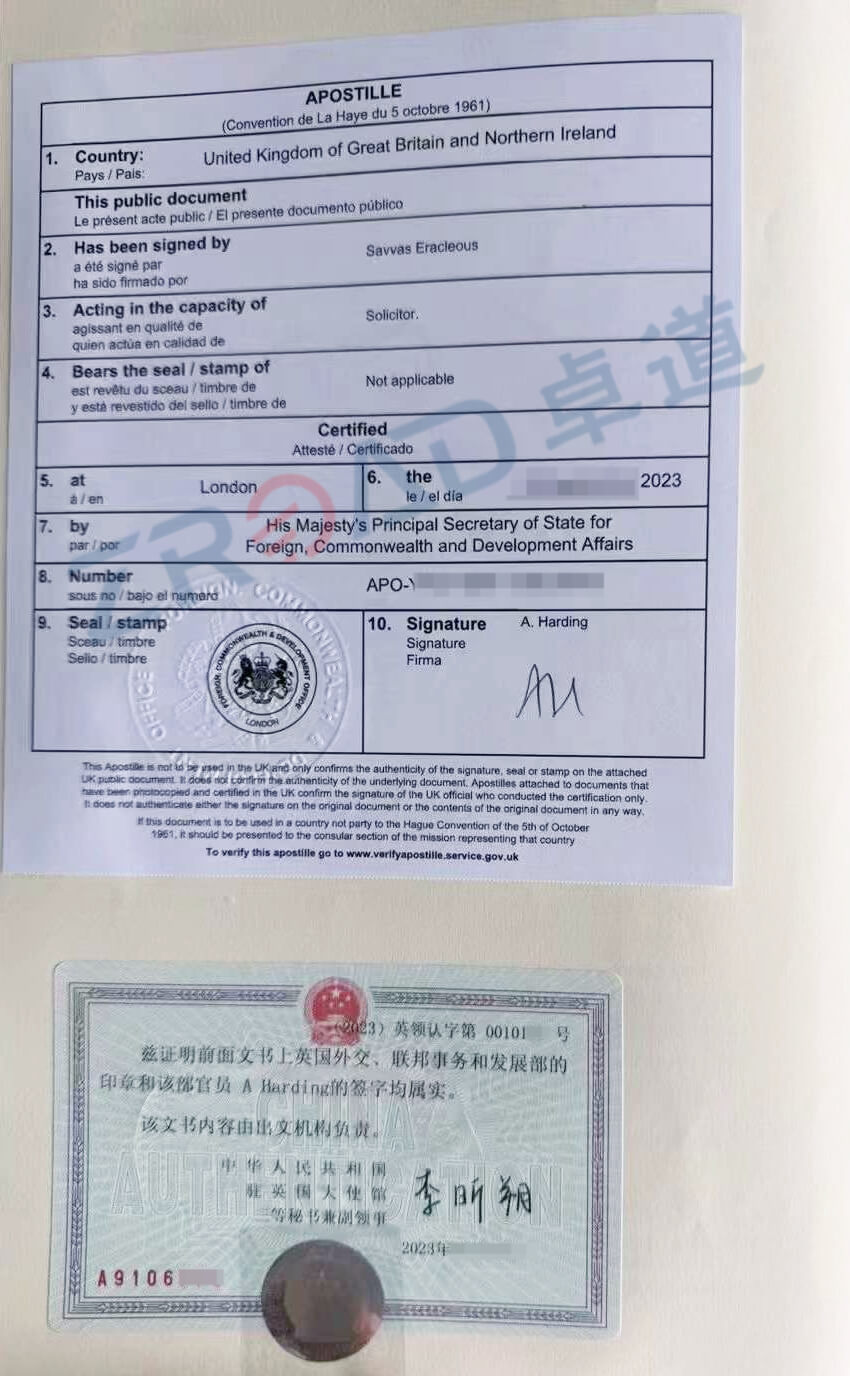 APOSTILLE
(Convention de La Haye du 5 octobre 1961)
1. Country: United Kingdom of Great Britain and Northern Ireland
Pays / Pais:
This public document
Le présent acte public / El presente documento público
2. Has been signed by Savvas Eracleous
a été signé par
ha sido firmado por
3. Acting in the capacity of Solicitor.
agissant en qualité de
quien actúa en calidad de
4. Bears the seal / stamp of Not applicable
est revêtu du sceau / timbre de
y está revestido del sello / timbre de
Certified
Attesté / Certificado
5. at London
á / en
6. the 2023
le / el día
7. by His Majesty's Principal Secretary of State for
par / por Foreign, Commonwealth and Development Affairs
8. Number APO-
sous no / bajo el numero
9. Seal / stamp
Sceau / timbre
Sello / timbre
FOREIGN, COMMONWEALTH & DEVELOPMENT OFFICE
LONDON
10. Signature A. Harding
Signature
Firma
This Apostille is not to be used in the UK and only confirms the authenticity of the signature, seal or stamp on the attached
UK public document. It does not confirm the authenticity of the underlying document. Apostilles attached to documents that
have been photocopied and certified in the UK confirm the signature of the UK official who conducted the certification only.
It does not authenticate either the signature on the original document or the contents of the original document in any way.
If this document is to be used in a country not party to the Hague Convention of the 5th of October
1961, it should be presented to the consular section of the mission representing that country
To verify this apostille go to www.verifyapostille.service.gov.uk
卓道
(2023) 英领认字第 00101 号
兹证明前面文书上英国外交、联邦事务和发展部的
印章和该部官员 A Harding的签字均属实。
该文书内容由出文机构负责。
CHINA
AUTHENTICATION
中华人民共和国
驻英国大使馆
三等秘书兼副领事
李昕翔
2023年
A9106